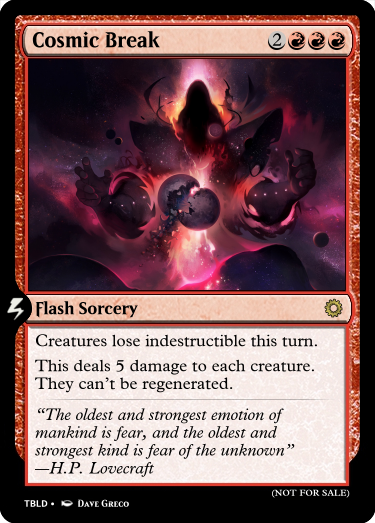 Cosmic Break 2
Flash Sorcery
Creatures lose indestructible this turn.
This deals 5 damage to each creature.
They can't be regenerated.
“The oldest and strongest emotion of
mankind is fear, and the oldest and
strongest kind is fear of the unknown”
—H.P. Lovecraft
(NOT FOR SALE)
TBLD • Dave Greco